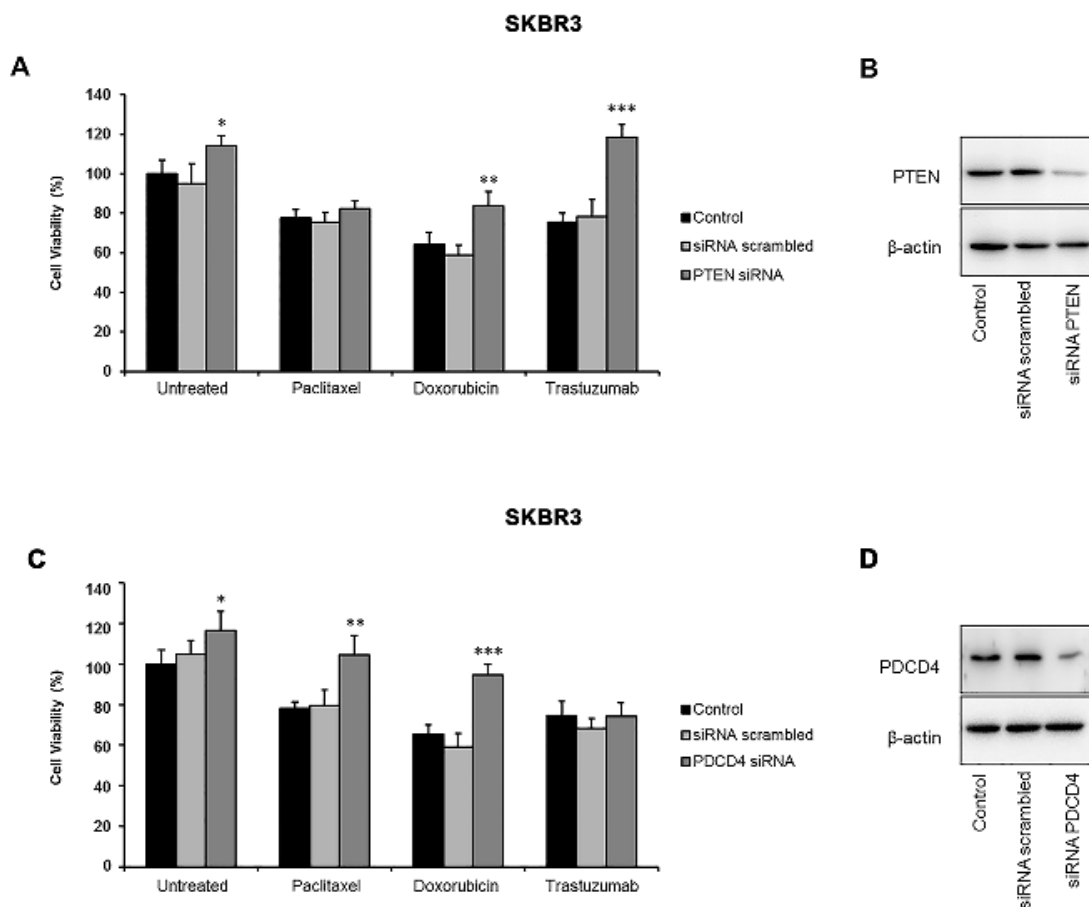 SKBR3
A
Cell Viability (%)
140
120
100
80
60
40
20
0
*
**
***
Untreated
Paclitaxel
Doxorubicin
Trastuzumab
Control
siRNA scrambled
PTEN siRNA
B
PTEN
β-actin
Control
siRNA scrambled
siRNA PTEN
SKBR3
C
Cell Viability (%)
140
120
100
80
60
40
20
0
*
**
***
Untreated
Paclitaxel
Doxorubicin
Trastuzumab
Control
siRNA scrambled
PDCD4 siRNA
D
PDCD4
β-actin
Control
siRNA scrambled
siRNA PDCD4